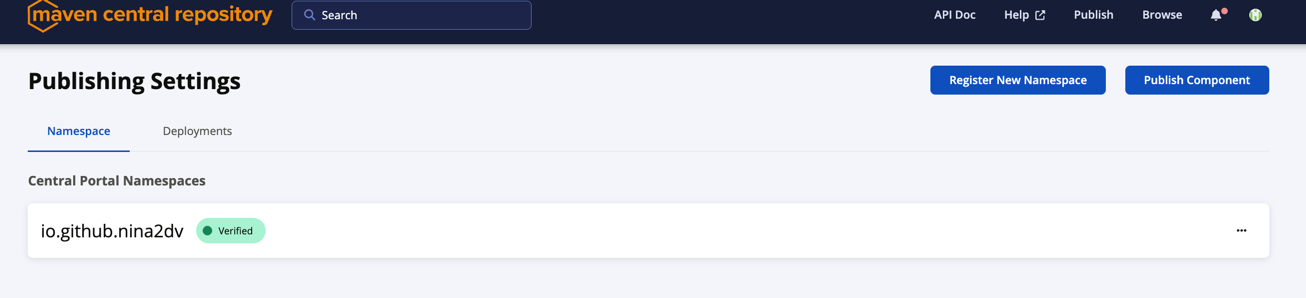 maven central repository
Search
API Doc
Help
Publish
Browse
Publishing Settings
Register New Namespace
Publish Component
Namespace
Deployments
Central Portal Namespaces
io.github.nina2dv
Verified